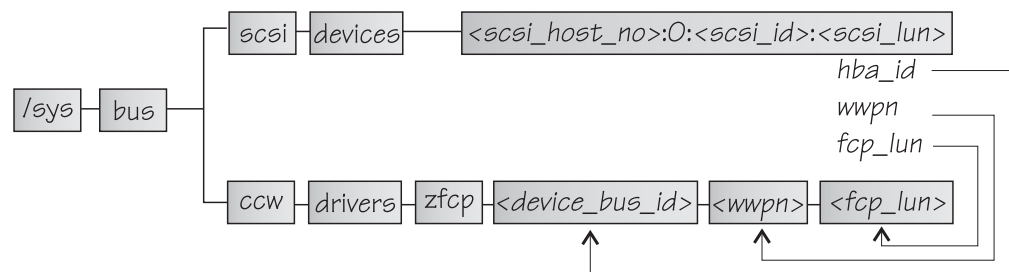 scsi devices <scsi_host_no>:0:<scsi_id>:<scsi_lun>
hba_id
/sys bus
wwpn
fcp_lun
ccw drivers zfcp <device_bus_id> <wwpn> <fcp_lun>